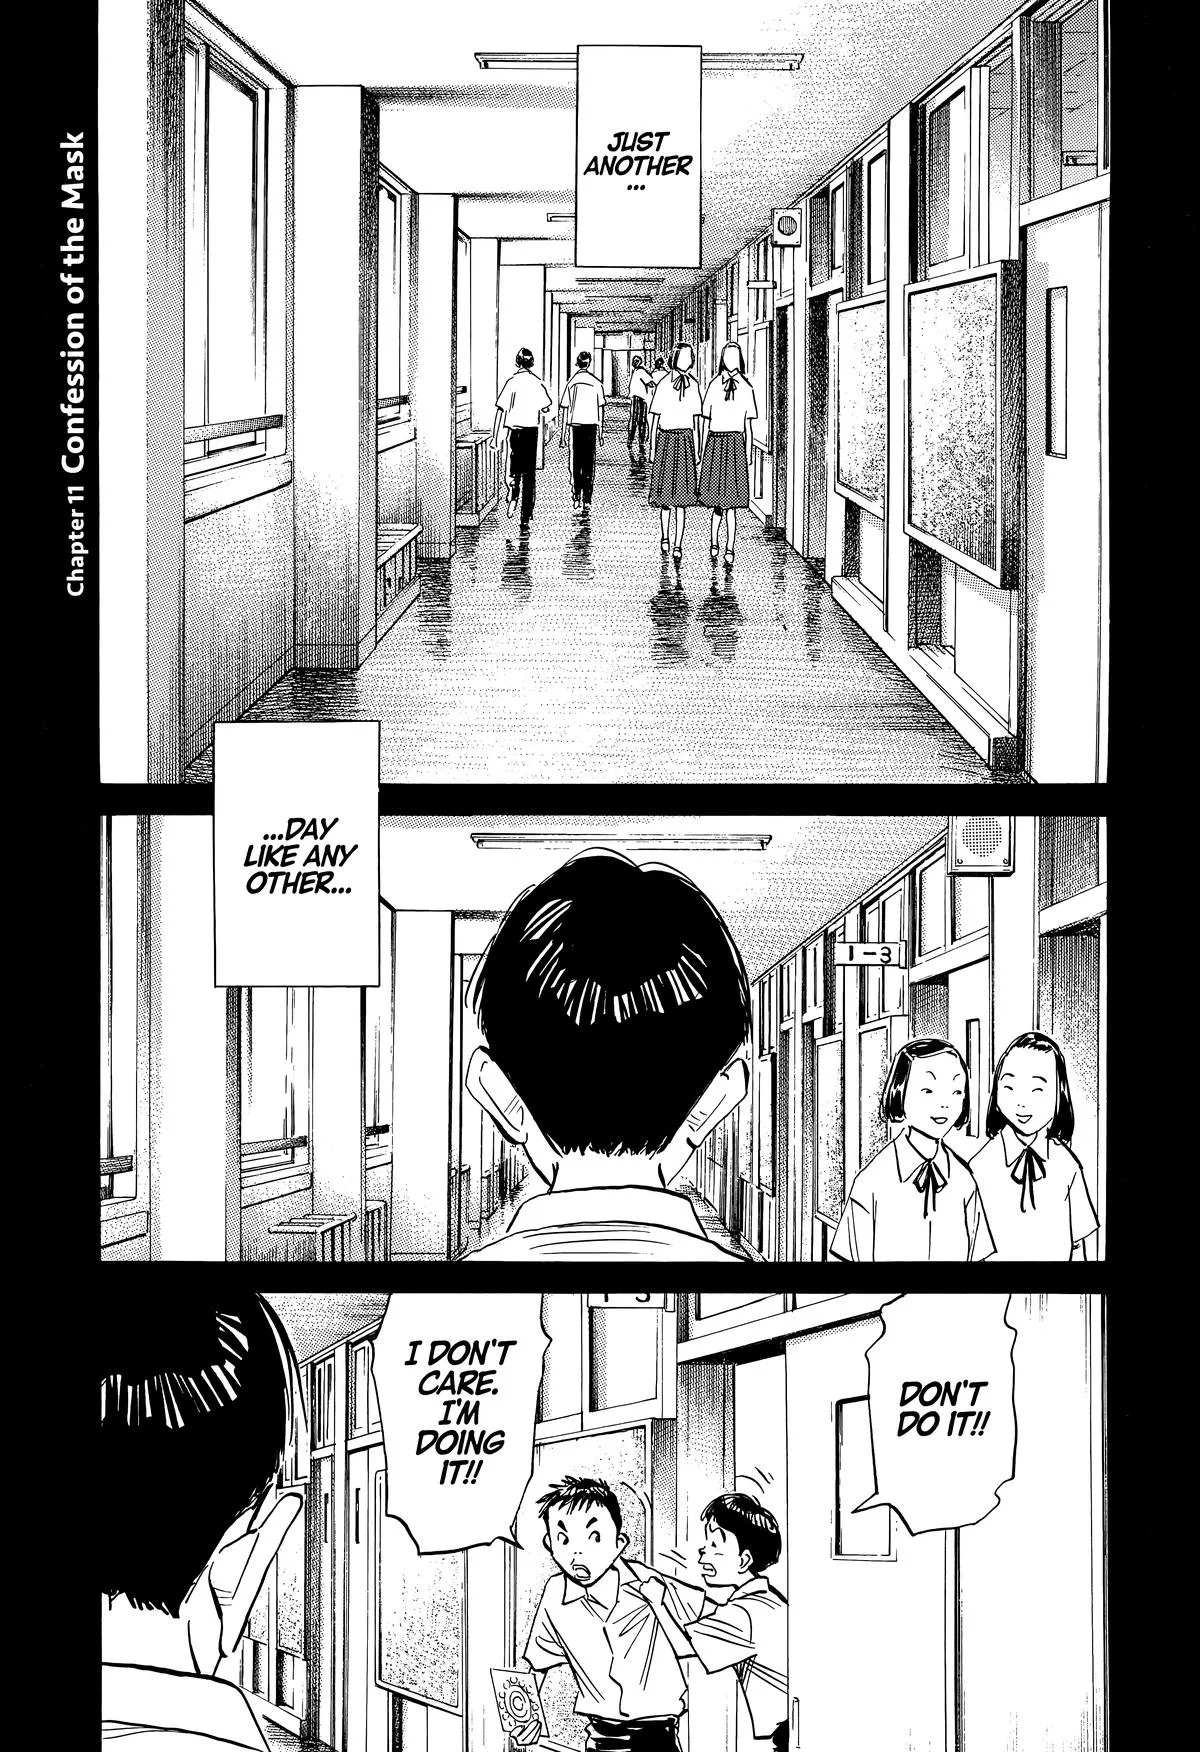 Chapter 11 Confession of the Mask
JUST
ANOTHER
...
...DAY
LIKE ANY
OTHER...
1-3
DON'T
DO IT!!
I DON'T
CARE.
I'M
DOING
IT!!